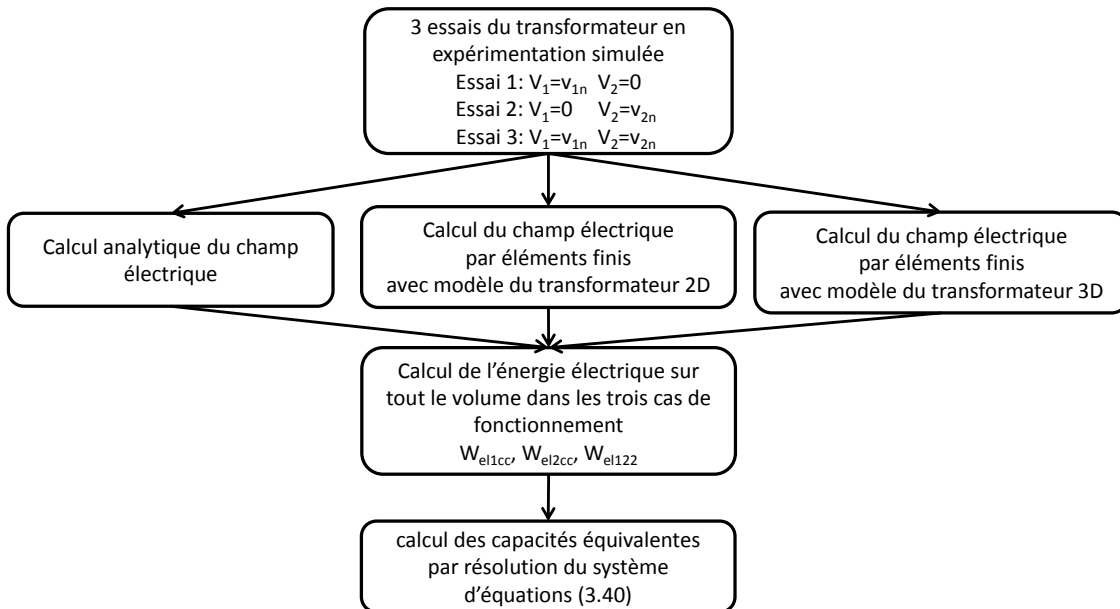 3 essais du transformateur en
expérimentation simulée
Essai 1: V₁=v₁ₙ V₂=0
Essai 2: V₁=0 V₂=v₂ₙ
Essai 3: V₁=v₁ₙ V₂=v₂ₙ
Calcul analytique du champ
électrique
Calcul du champ électrique
par éléments finis
avec modèle du transformateur 2D
Calcul du champ électrique
par éléments finis
avec modèle du transformateur 3D
Calcul de l’énergie électrique sur
tout le volume dans les trois cas de
fonctionnement
Wel1cc, Wel2cc, Wel122
calcul des capacités équivalentes
par résolution du système
d’équations (3.40)